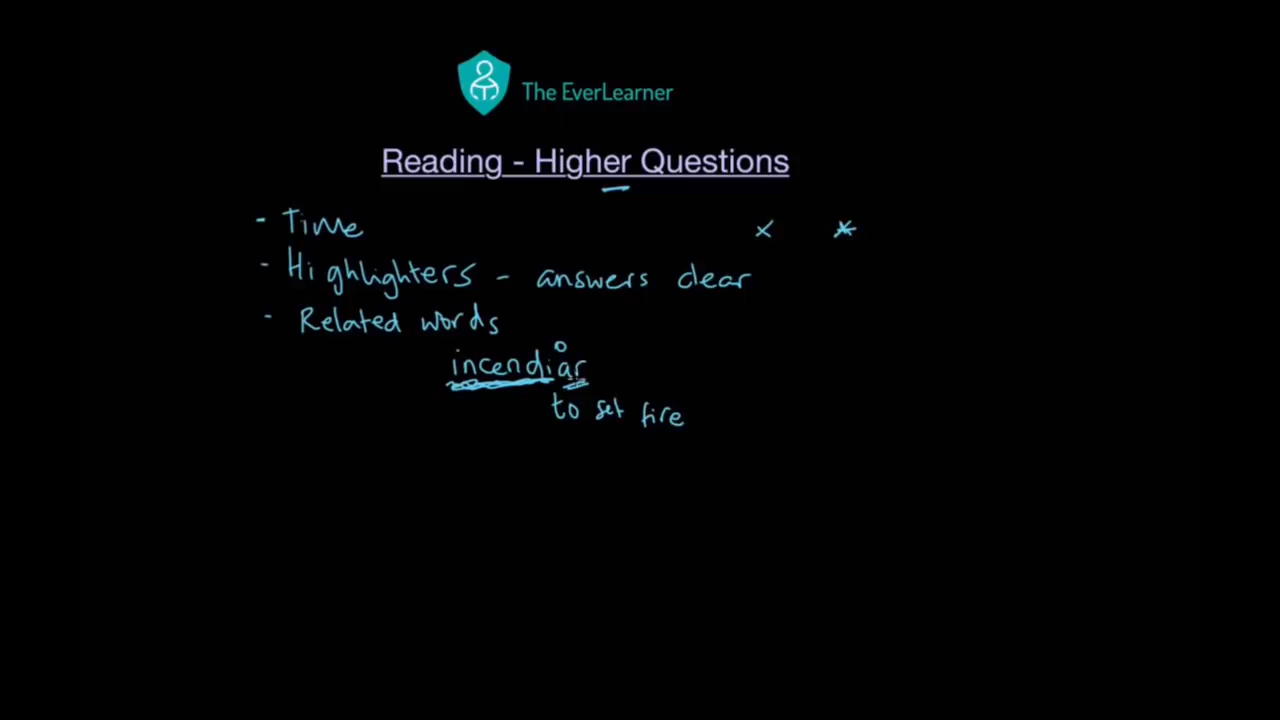 The EverLearner
Reading - Higher Questions
- Time x *
- Highlighters - answers clear
- Related words
o
incendiar
to set fire